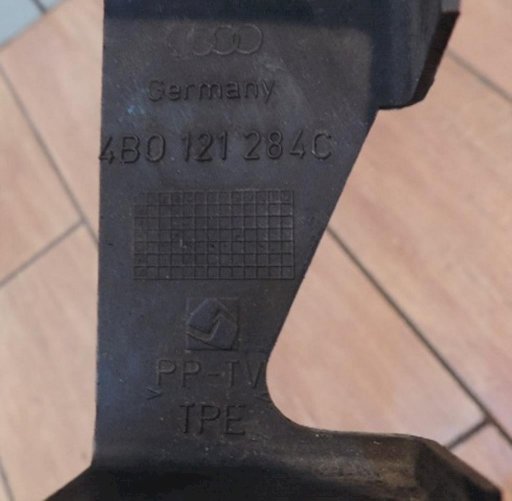 Germany
4B0 121 284C
>PP-TV
TPE